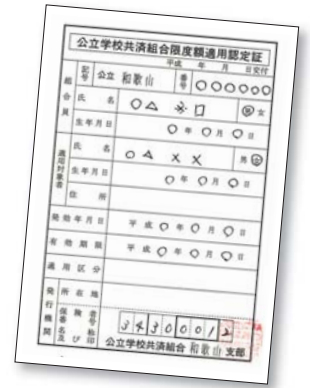 公立学校共済組合限度額適用認定証
平成 年 月 日交付
組合員 記号 公立 和歌山 番号 〇〇〇〇〇〇
氏名 〇△ ※口 男 女
生年月日 〇年〇月〇日
適用対象者 氏名 〇△ ×× 男 女
生年月日 〇年〇月〇日
住所
発効年月日 平成〇年〇月〇日
有効期限 平成〇年〇月〇日
適用区分
発行機関 所在地
保険者番号 34300012
名称及び印 公立学校共済組合 和歌山 支部